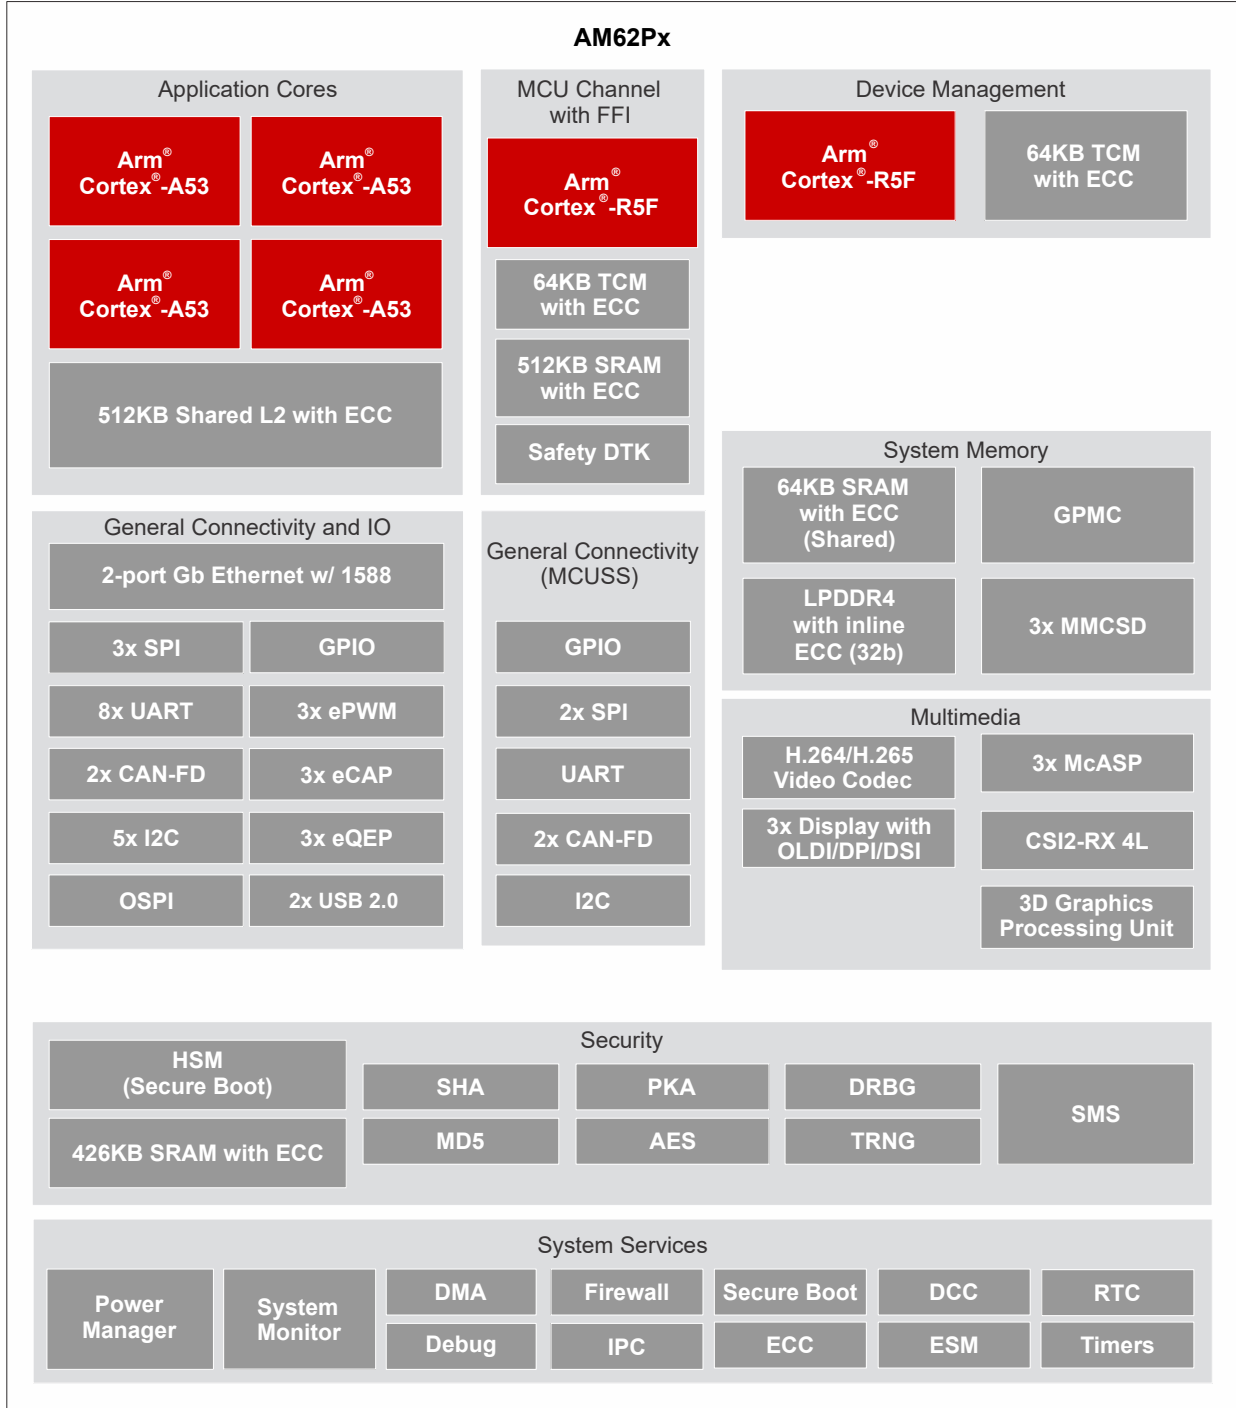 AM62Px
Application Cores
Arm®
Cortex®-A53
Arm®
Cortex®-A53
Arm®
Cortex®-A53
Arm®
Cortex®-A53
512KB Shared L2 with ECC
MCU Channel
with FFI
Arm®
Cortex®-R5F
64KB TCM
with ECC
512KB SRAM
with ECC
Safety DTK
Device Management
Arm®
Cortex®-R5F
64KB TCM
with ECC
System Memory
64KB SRAM
with ECC
(Shared)
GPMC
LPDDR4
with inline
ECC (32b)
3x MMCSD
General Connectivity and IO
2-port Gb Ethernet w/ 1588
3x SPI
GPIO
8x UART
3x ePWM
2x CAN-FD
3x eCAP
5x I2C
3x eQEP
OSPI
2x USB 2.0
General Connectivity
(MCUSS)
GPIO
2x SPI
UART
2x CAN-FD
I2C
Multimedia
H.264/H.265
Video Codec
3x McASP
3x Display with
OLDI/DPI/DSI
CSI2-RX 4L
3D Graphics
Processing Unit
Security
HSM
(Secure Boot)
426KB SRAM with ECC
SHA
PKA
DRBG
MD5
AES
TRNG
SMS
System Services
Power
Manager
System
Monitor
DMA
Firewall
Secure Boot
DCC
RTC
Debug
IPC
ECC
ESM
Timers